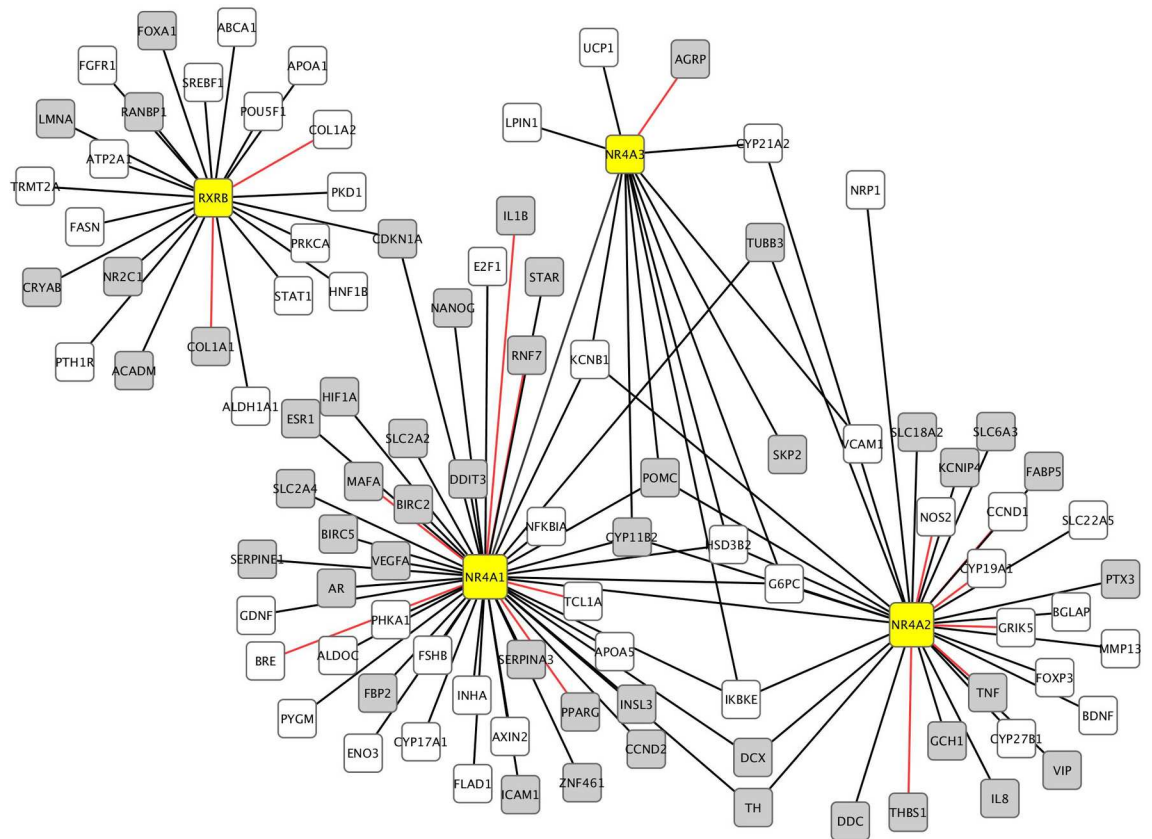 FOXA1
ABCA1
UCP1
AGRP
FGFR1
SREBF1
APOA1
LMNA
RANBP1
POU5F1
LPIN1
COL1A2
NR4A3
CYP21A2
ATP2A1
TRMT2A
RXRB
PKD1
NRP1
FASN
IL1B
PRKCA
CDKN1A
TUBB3
E2F1
STAR
CRYAB
NR2C1
STAT1
HNF1B
NANOG
COL1A1
RNF7
KCNB1
PTH1R
ACADM
ALDH1A1
HIF1A
ESR1
SLC2A2
VCAM1
SLC18A2
SLC6A3
SKP2
KCNIP4
FABP5
SLC2A4
MAFA
DDIT3
POMC
BIRC2
NOS2
CCND1
SLC22A5
NFKBIA
BIRC5
CYP11B2
HSD3B2
SERPINE1
VEGFA
NR4A1
G6PC
CYP19A1
PTX3
AR
TCL1A
GDNF
PHKA1
NR4A2
GRIK5
BGLAP
BRE
ALDOC
FSHB
SERPINA3
APOA5
MMP13
FOXP3
FBP2
INHA
IKBKE
TNF
PYGM
PPARG
INSL3
BDNF
ENO3
CYP17A1
AXIN2
CCND2
DCX
GCH1
CYP27B1
FLAD1
ZNF461
VIP
ICAM1
TH
IL8
DDC
THBS1